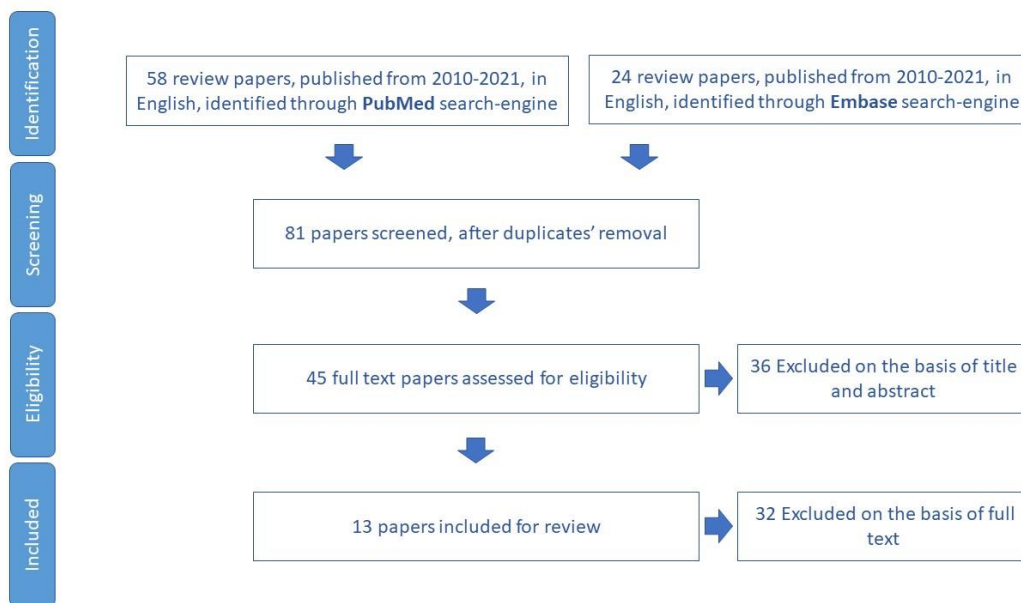 Identification
58 review papers, published from 2010-2021, in
English, identified through PubMed search-engine
24 review papers, published from 2010-2021, in
English, identified through Embase search-engine
Screening
81 papers screened, after duplicates’ removal
Eligibility
45 full text papers assessed for eligibility
36 Excluded on the basis of title
and abstract
Included
13 papers included for review
32 Excluded on the basis of full
text